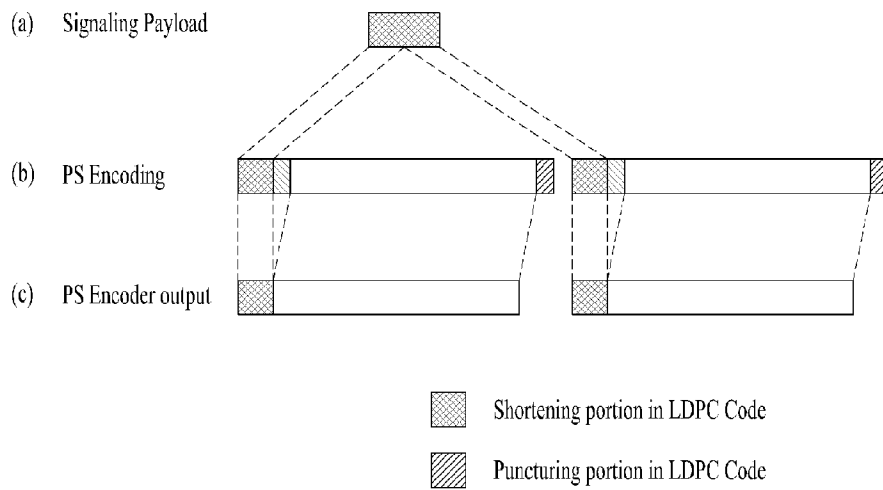 (a) Signaling Payload
(b) PS Encoding
(c) PS Encoder output
Shortening portion in LDPC Code
Puncturing portion in LDPC Code